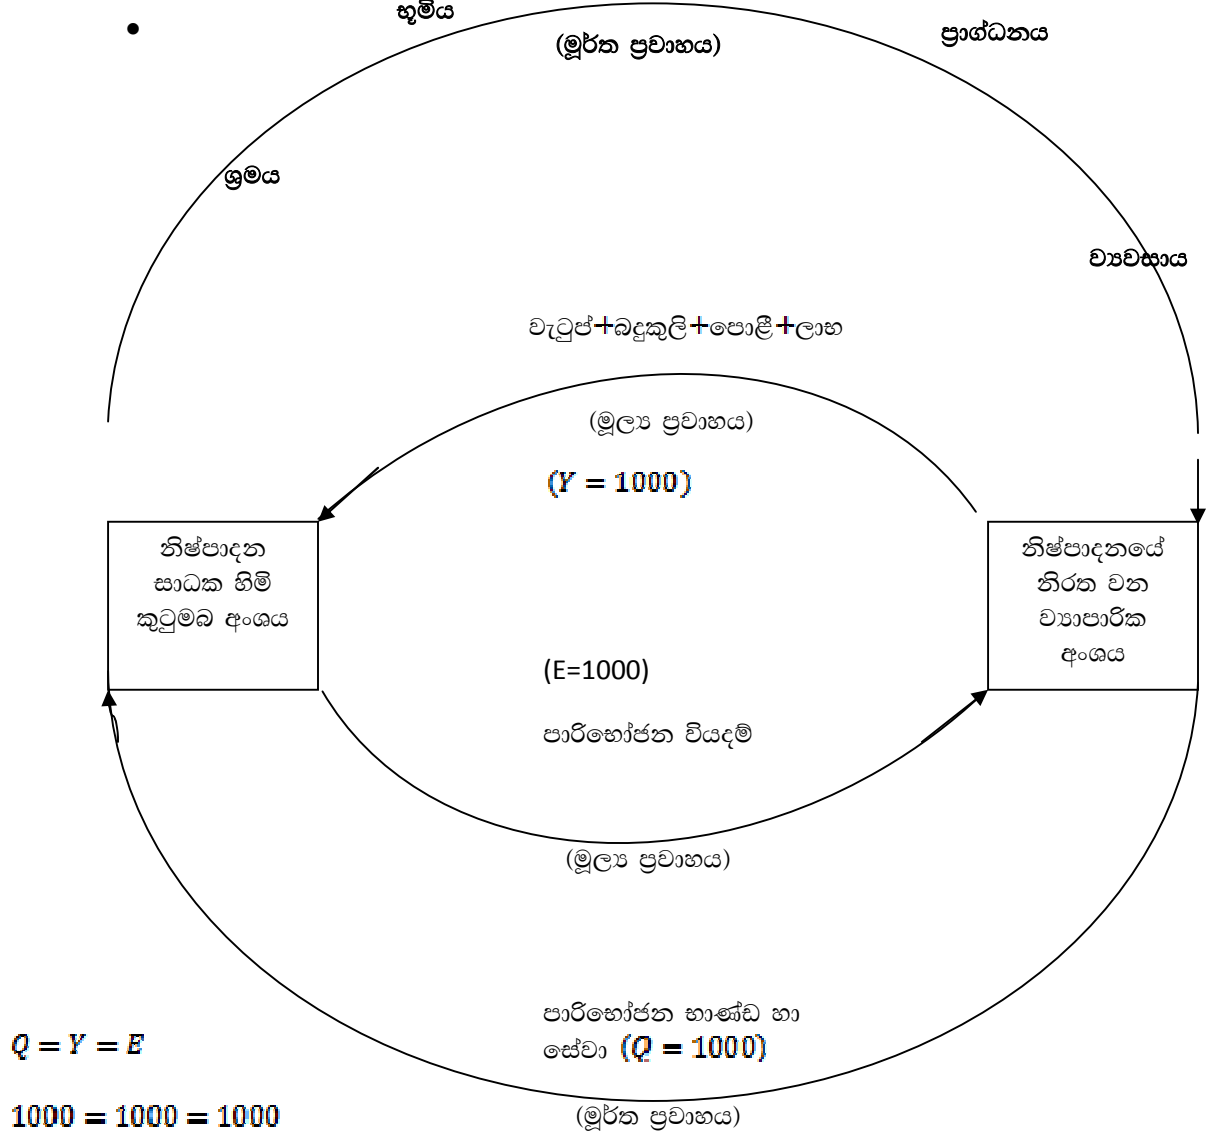 භූමිය
(මූර්ත ප්‍රවාහය)
ප්‍රාග්ධනය
ශ්‍රමය
ව්‍යවසාය
වැටුප්+බදුකුලි+පොළී+ලාභ
(මූල්‍ය ප්‍රවාහය)
(Y = 1000)
නිෂ්පාදන
සාධක හිමි
කුටුමබ අංශය
නිෂ්පාදනයේ
නිරත වන
ව්‍යාපාරික
අංශය
(E=1000)
පාරිභෝජන වියදම්
(මූල්‍ය ප්‍රවාහය)
පාරිභෝජන භාණ්ඩ හා
සේවා (Q = 1000)
Q = Y = E
1000 = 1000 = 1000
(මූර්ත ප්‍රවාහය)